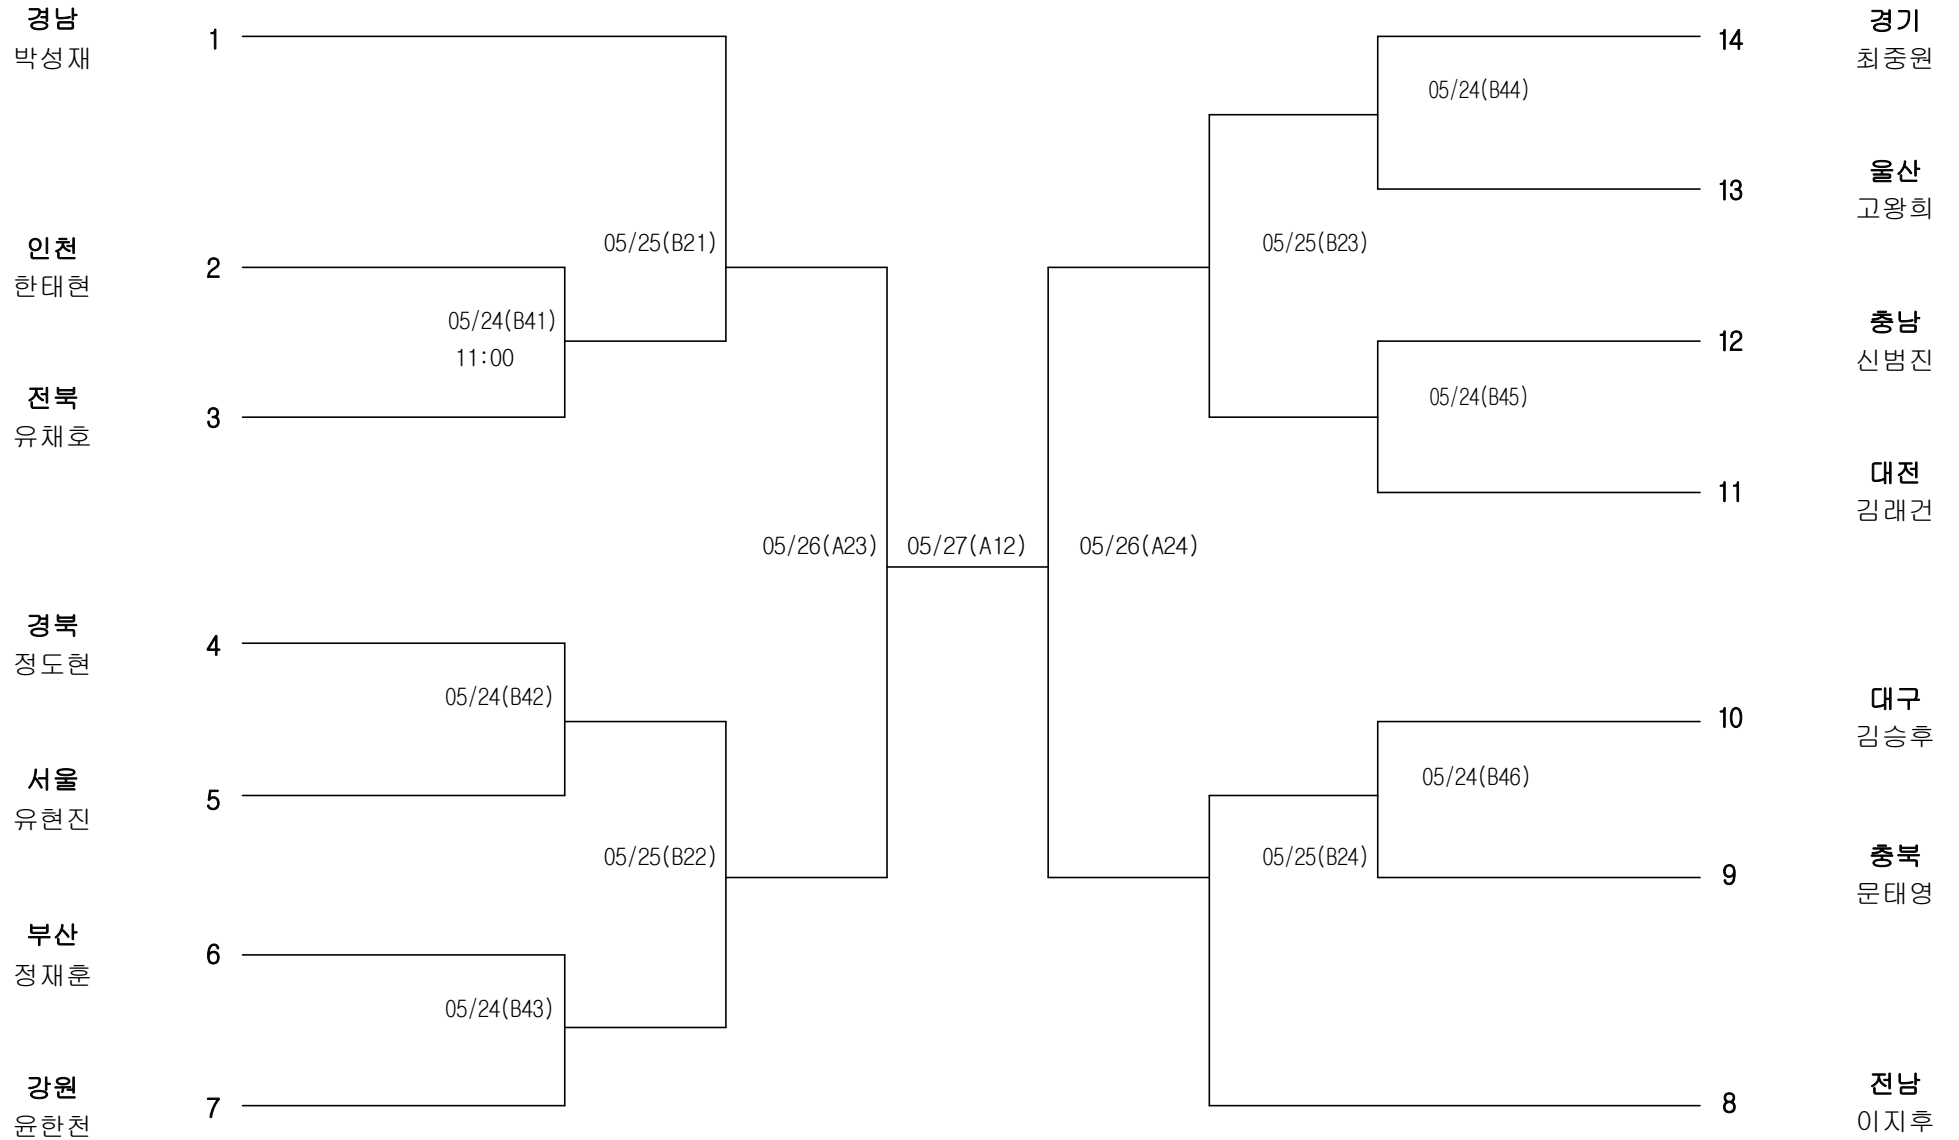 경남
박성재
1
인천
한태현
2
05/24(B41)
11:00
전북
유채호
3
05/25(B21)
경북
정도현
4
05/24(B42)
서울
유현진
5
05/25(B22)
부산
정재훈
6
05/24(B43)
강원
윤한천
7
05/26(A23)
05/27(A12)
05/26(A24)
14
경기
최중원
05/24(B44)
13
울산
고왕희
05/25(B23)
12
충남
신범진
05/24(B45)
11
대전
김래건
10
대구
김승후
05/24(B46)
05/25(B24)
9
충북
문태영
8
전남
이지후